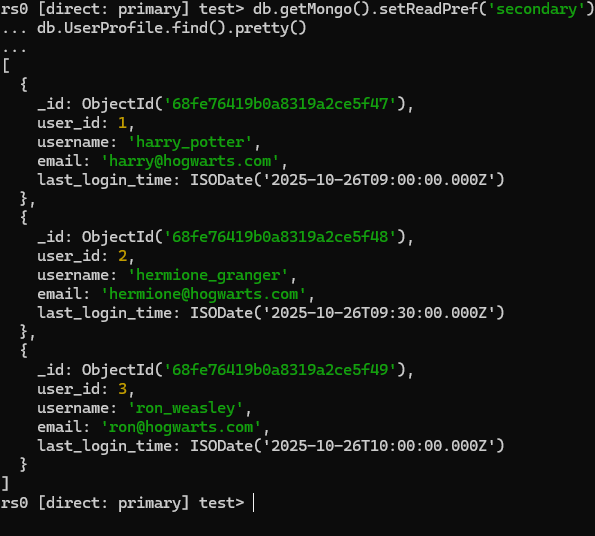 rs0 [direct: primary] test> db.getMongo().setReadPref('secondary')
... db.UserProfile.find().pretty()
...
[
  {
    _id: ObjectId('68fe76419b0a8319a2ce5f47'),
    user_id: 1,
    username: 'harry_potter',
    email: 'harry@hogwarts.com',
    last_login_time: ISODate('2025-10-26T09:00:00.000Z')
  },
  {
    _id: ObjectId('68fe76419b0a8319a2ce5f48'),
    user_id: 2,
    username: 'hermione_granger',
    email: 'hermione@hogwarts.com',
    last_login_time: ISODate('2025-10-26T09:30:00.000Z')
  },
  {
    _id: ObjectId('68fe76419b0a8319a2ce5f49'),
    user_id: 3,
    username: 'ron_weasley',
    email: 'ron@hogwarts.com',
    last_login_time: ISODate('2025-10-26T10:00:00.000Z')
  }
]
rs0 [direct: primary] test>